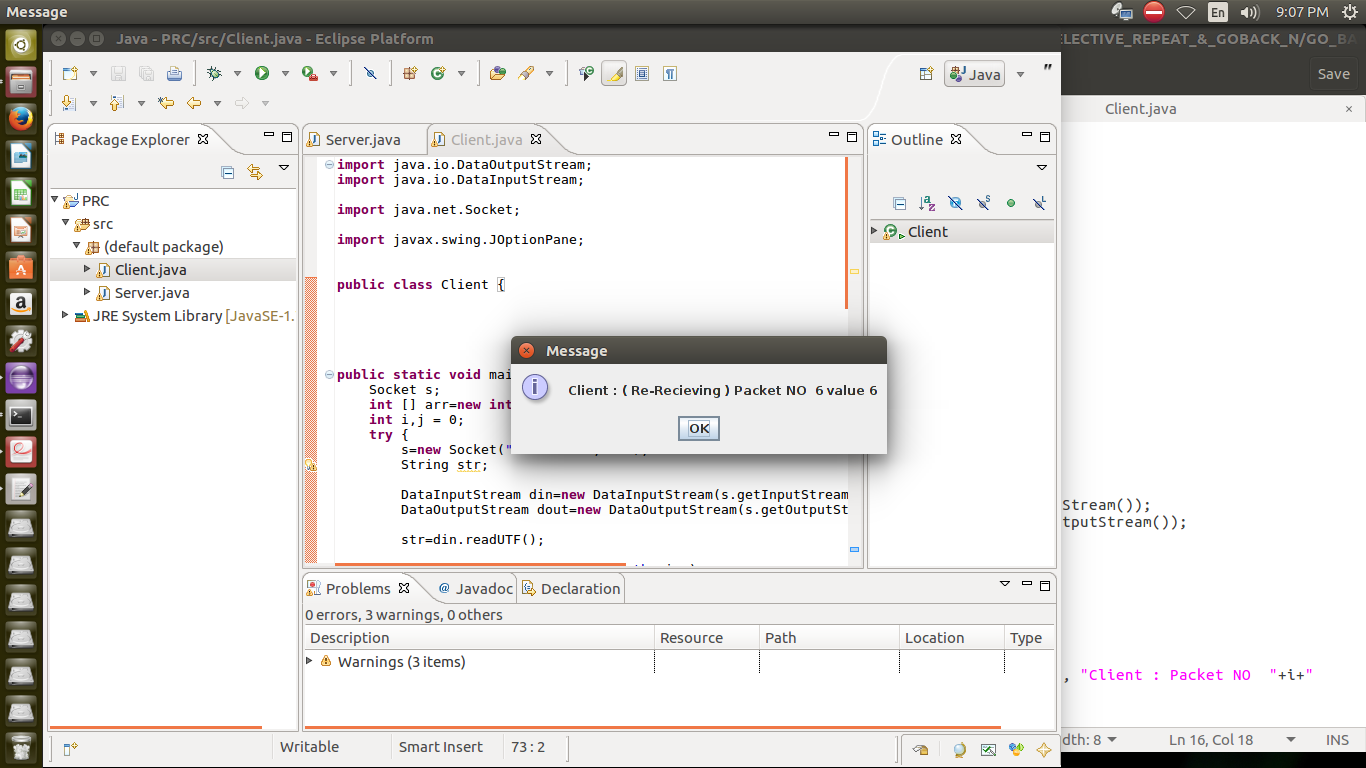 Message
En
9:07 PM
Java - PRC/src/Client.java - Eclipse Platform
ELECTIVE_REPEAT_&_GOBACK_N/GO_BA
Save
Java
"
Client.java ×
Package Explorer
Server.java
Client.java
Outline
PRC
src
(default package)
Client.java
Server.java
JRE System Library [JavaSE-1.
import java.io.DataOutputStream;
import java.io.DataInputStream;
import java.net.Socket;
import javax.swing.JOptionPane;
public class Client {
public static void mai
Socket s;
int [] arr=new int
int i,j = 0;
try {
s=new Socket("
String str;
DataInputStream din=new DataInputStream(s.getInputStream
DataOutputStream dout=new DataOutputStream(s.getOutputSt
str=din.readUTF();
Client
Message
Client : ( Re-Recieving ) Packet NO  6 value 6
OK
Stream());
tputStream());
, "Client : Packet NO  "+i+"
Problems
@ Javadoc
Declaration
0 errors, 3 warnings, 0 others
Description Resource Path Location Type
Warnings (3 items)
Writable
Smart Insert
73 : 2
dth: 8
Ln 16, Col 18
INS